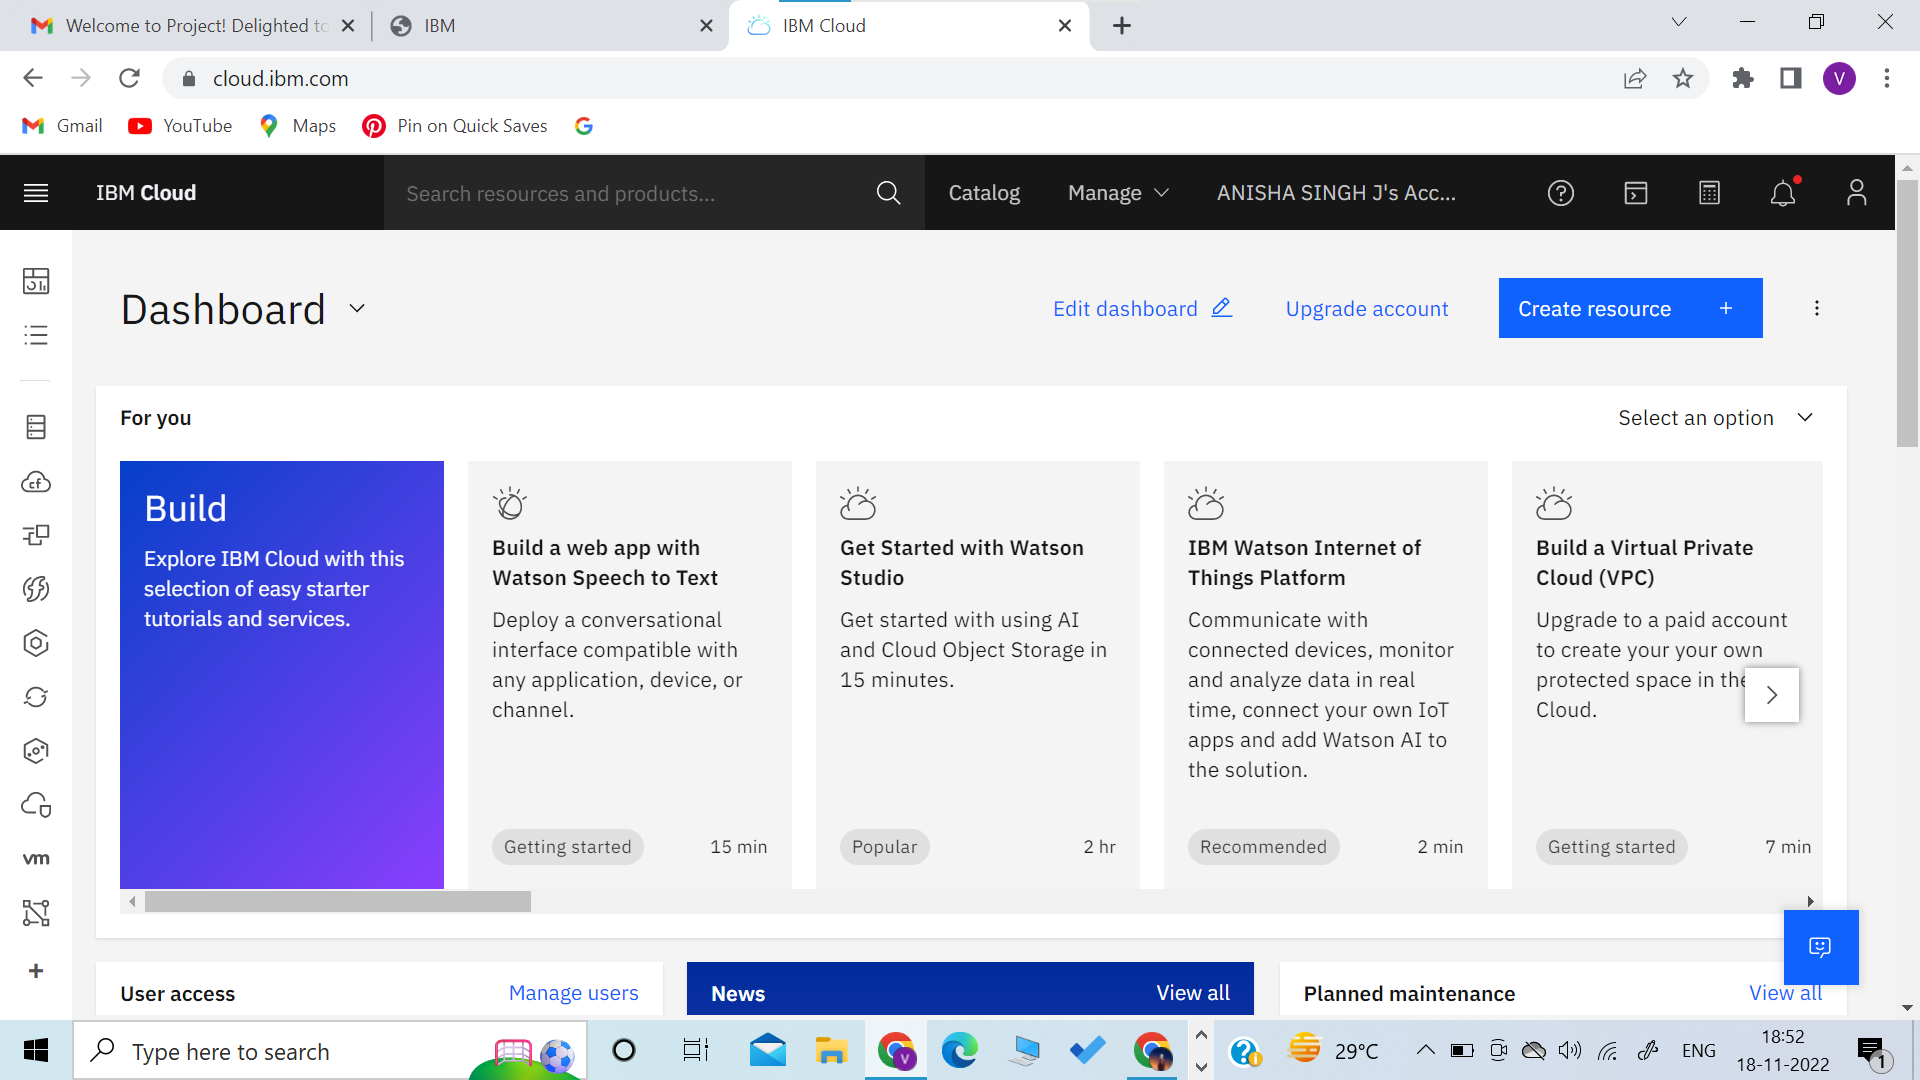 Welcome to Project! Delighted to
IBM
IBM Cloud
cloud.ibm.com
V
Gmail
YouTube
Maps
Pin on Quick Saves
IBM Cloud
Search resources and products...
Catalog
Manage
ANISHA SINGH J's Acc...
Dashboard
Edit dashboard
Upgrade account
Create resource +
For you
Select an option
Build
Explore IBM Cloud with this
selection of easy starter
tutorials and services.
Build a web app with
Watson Speech to Text
Deploy a conversational
interface compatible with
any application, device, or
channel.
Getting started
15 min
Get Started with Watson
Studio
Get started with using AI
and Cloud Object Storage in
15 minutes.
Popular
2 hr
IBM Watson Internet of
Things Platform
Communicate with
connected devices, monitor
and analyze data in real
time, connect your own IoT
apps and add Watson AI to
the solution.
Recommended
2 min
Build a Virtual Private
Cloud (VPC)
Upgrade to a paid account
to create your your own
protected space in the
Cloud.
Getting started
7 min
cf
vm
User access
Manage users
News
View all
Planned maintenance
View all
Type here to search
V
29°C
ENG
18:52
18-11-2022
1